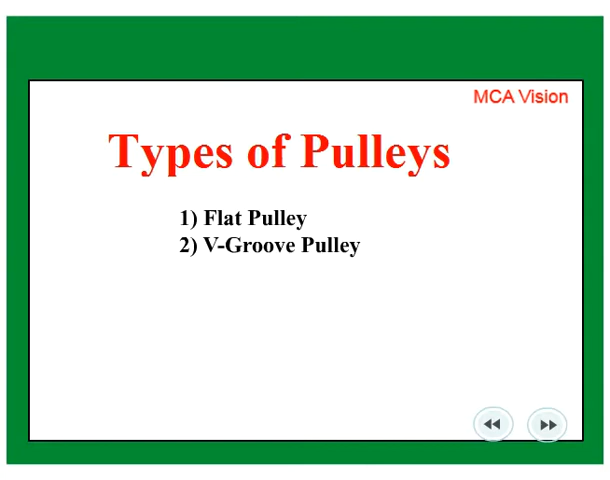 MCA Vision
Types of Pulleys
1) Flat Pulley
2) V-Groove Pulley